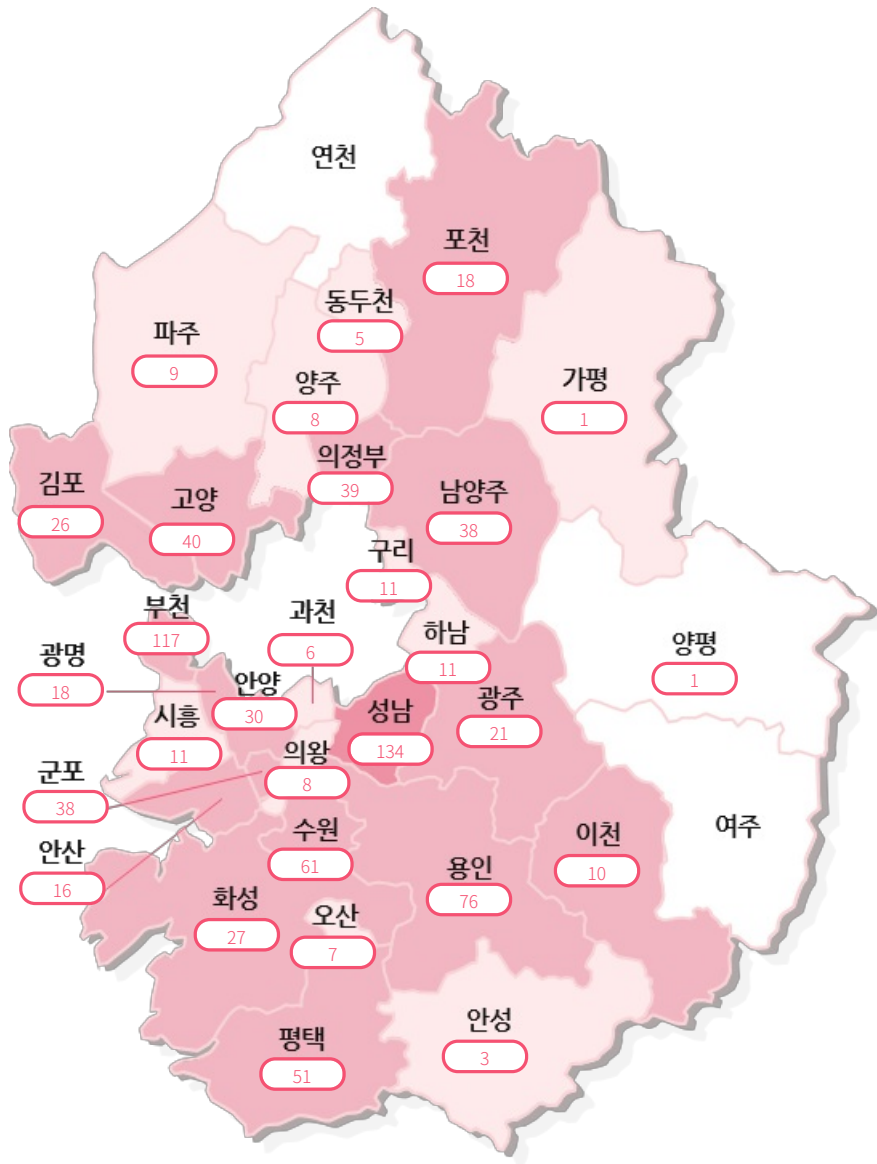 연천
포천
18
동두천
5
파주
9
양주
8
가평
1
의정부
39
김포
26
고양
40
남양주
38
구리
11
부천
117
과천
6
하남
11
광명
18
안양
30
양평
1
시흥
11
성남
134
광주
21
의왕
8
군포
38
수원
61
이천
10
여주
안산
16
용인
76
화성
27
오산
7
안성
3
평택
51